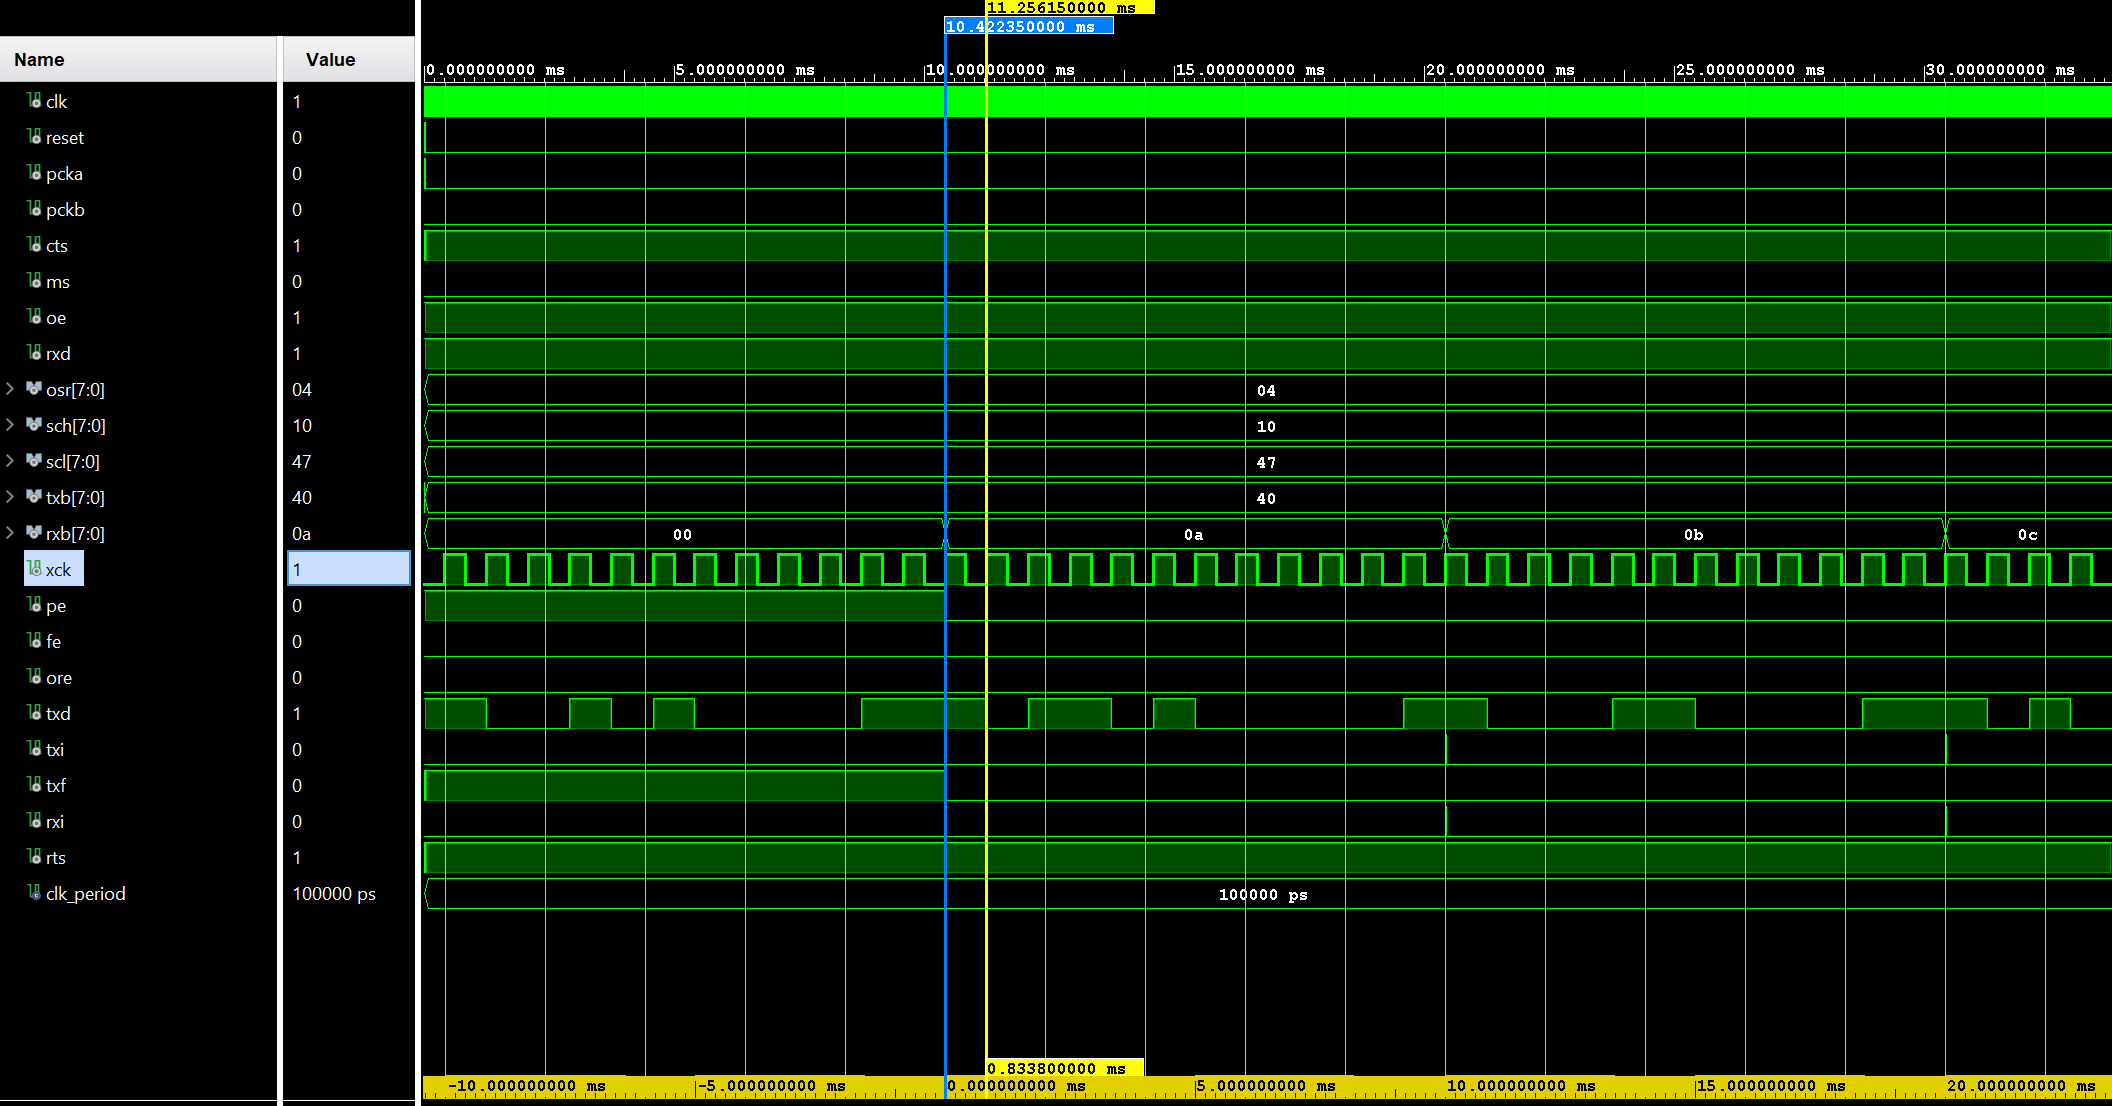 11.256150000 ms
10.422350000 ms
Name Value
0.000000000 ms 5.000000000 ms 10.000000000 ms 15.000000000 ms 20.000000000 ms 25.000000000 ms 30.000000000 ms
clk 1
reset 0
pcka 0
pckb 0
cts 1
ms 0
oe 1
rxd 1
osr[7:0] 04 04
sch[7:0] 10 10
scl[7:0] 47 47
txb[7:0] 40 40
rxb[7:0] 0a 00 0a 0b 0c
xck 1
pe 0
fe 0
ore 0
txd 1
txi 0
txf 0
rxi 0
rts 1
clk_period 100000 ps 100000 ps
0.833800000 ms
-10.000000000 ms -5.000000000 ms 0.000000000 ms 5.000000000 ms 10.000000000 ms 15.000000000 ms 20.000000000 ms